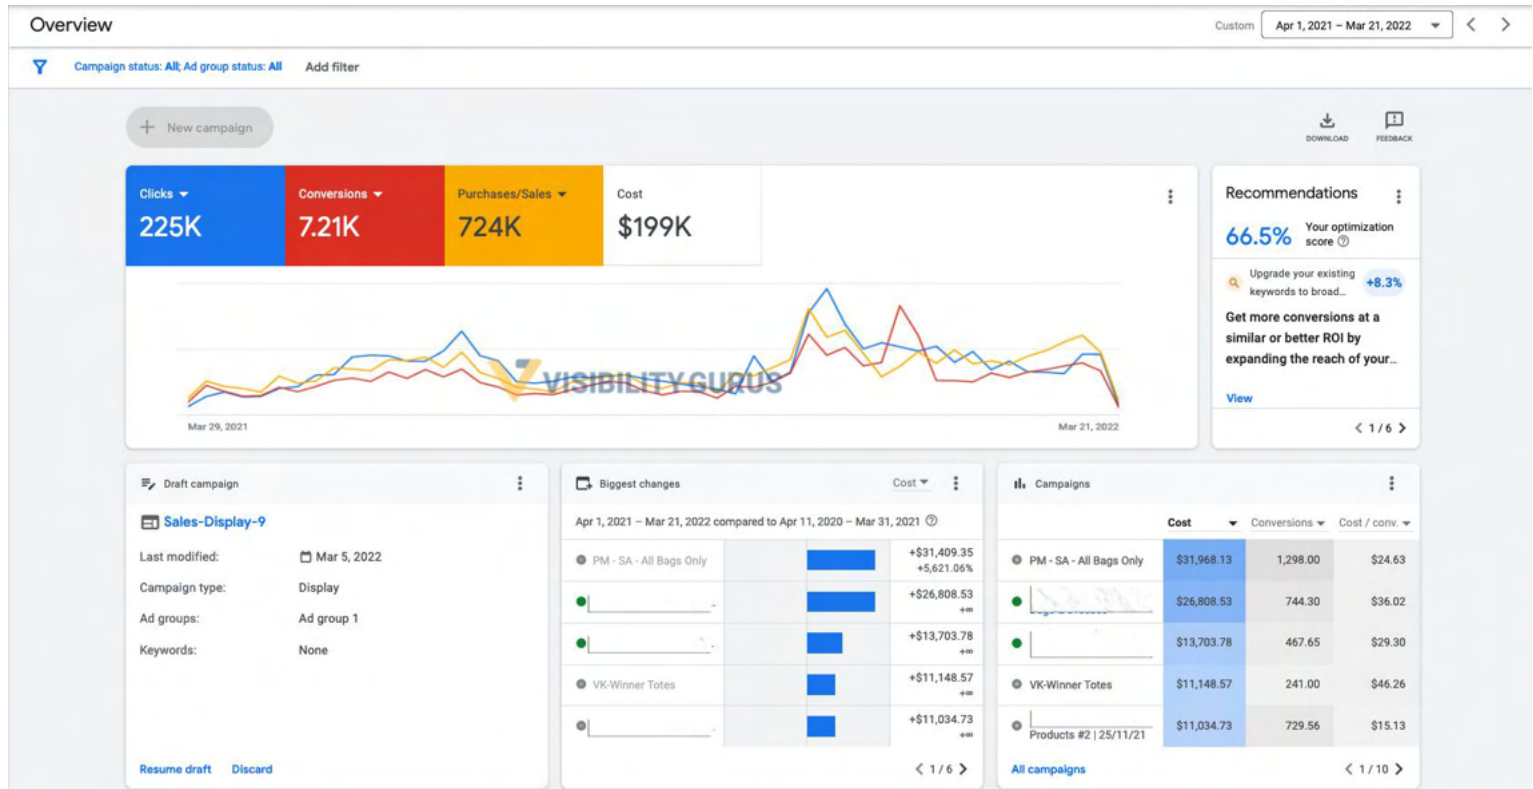 Overview
Custom Apr 1, 2021 – Mar 21, 2022
Campaign status: All; Ad group status: All Add filter
New campaign
DOWNLOAD FEEDBACK
Clicks Conversions Purchases/Sales Cost
225K 7.21K 724K $199K
VISIBILITY GURUS
Mar 29, 2021 Mar 21, 2022
Recommendations
66.5% Your optimization
score
Upgrade your existing
keywords to broad...
+8.3%
Get more conversions at a
similar or better ROI by
expanding the reach of your...
View
1 / 6
Draft campaign
Sales-Display-9
Last modified: Mar 5, 2022
Campaign type: Display
Ad groups: Ad group 1
Keywords: None
Resume draft Discard
Biggest changes Cost
Apr 1, 2021 – Mar 21, 2022 compared to Apr 11, 2020 – Mar 31, 2021
PM - SA - All Bags Only +$31,409.35
+5,621.06%
+$26,808.53
+∞
+$13,703.78
+∞
VK-Winner Totes +$11,148.57
+∞
+$11,034.73
+∞
1 / 6
Campaigns
Cost Conversions Cost / conv.
PM - SA - All Bags Only $31,968.13 1,298.00 $24.63
$26,808.53 744.30 $36.02
$13,703.78 467.65 $29.30
VK-Winner Totes $11,148.57 241.00 $46.26
Products #2 | 25/11/21 $11,034.73 729.56 $15.13
All campaigns 1 / 10